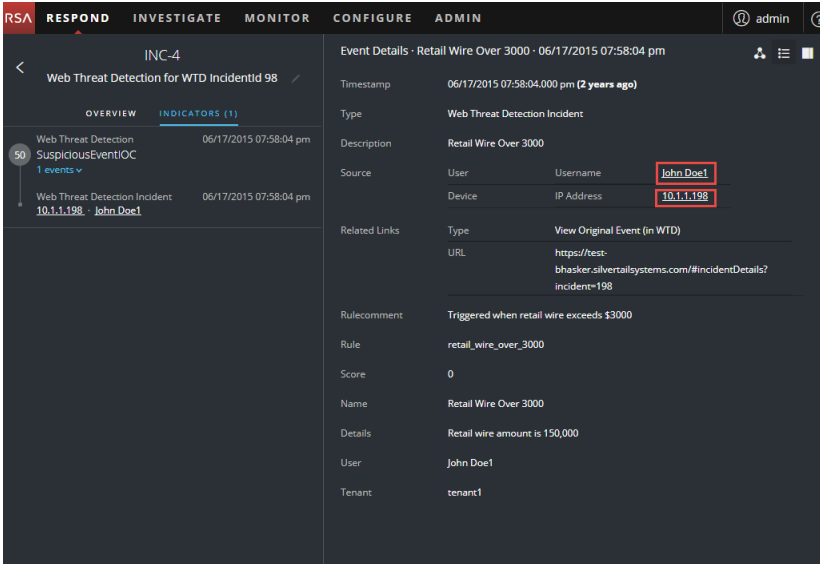 RSA RESPOND INVESTIGATE MONITOR CONFIGURE ADMIN admin ?
INC-4
Web Threat Detection for WTD IncidentId 98
OVERVIEW INDICATORS (1)
Web Threat Detection 06/17/2015 07:58:04 pm
50 SuspiciousEventIOC
1 events
Web Threat Detection Incident 06/17/2015 07:58:04 pm
10.1.1.198 · John Doe1
Event Details · Retail Wire Over 3000 · 06/17/2015 07:58:04 pm
Timestamp 06/17/2015 07:58:04.000 pm (2 years ago)
Type Web Threat Detection Incident
Description Retail Wire Over 3000
Source User Username John Doe1
Device IP Address 10.1.1.198
Related Links Type View Original Event (in WTD)
URL https://test-
bhasker.silvertailsystems.com/#incidentDetails?
incident=198
Rulecomment Triggered when retail wire exceeds $3000
Rule retail_wire_over_3000
Score 0
Name Retail Wire Over 3000
Details Retail wire amount is 150,000
User John Doe1
Tenant tenant1